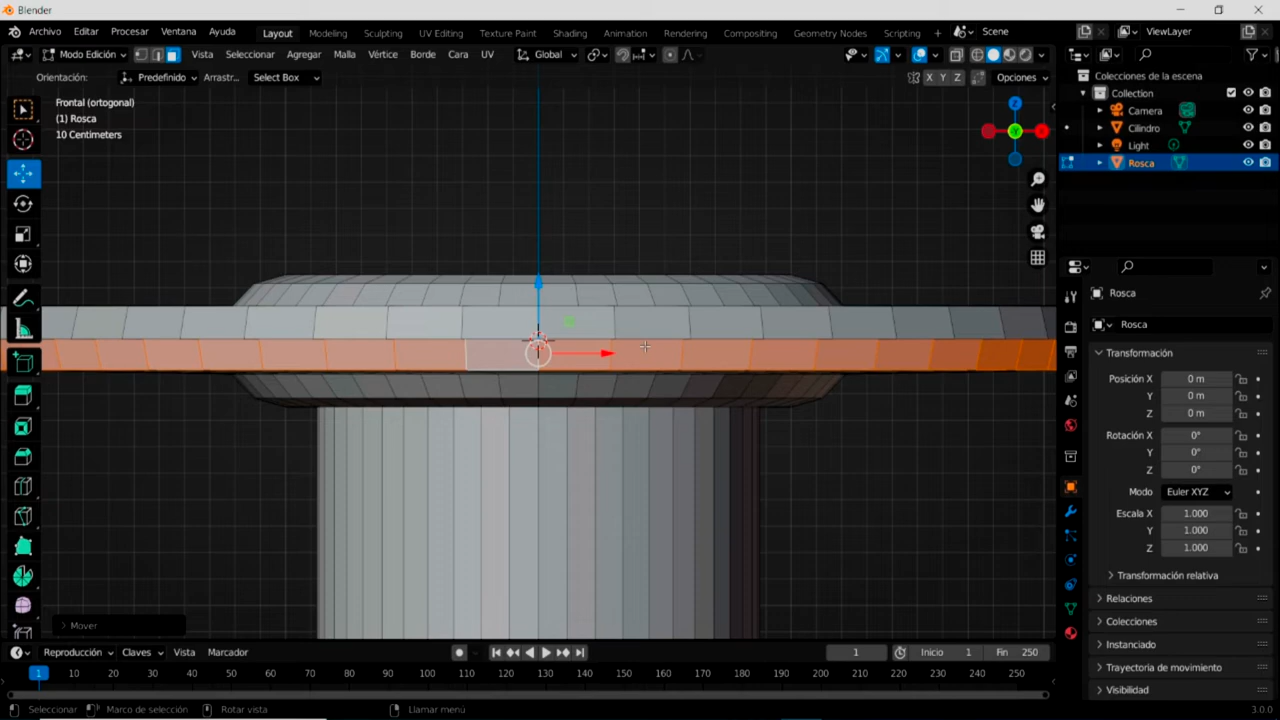 Blender
Archivo Editar Procesar Ventana Ayuda Layout Modeling Sculpting UV Editing Texture Paint Shading Animation Rendering Compositing Geometry Nodes Scripting + Scene ViewLayer
Modo Edición Vista Seleccionar Agregar Malla Vértice Borde Cara UV Global
Orientación: Predefinido Arrastr... Select Box X Y Z Opciones
Frontal (ortogonal)
(1) Rosca
10 Centimeters
Z
Y
X
Colecciones de la escena
Collection
Camera
Cilindro
Light
Rosca
Rosca
Rosca
Transformación
Posición X 0 m
Y 0 m
Z 0 m
Rotación X 0°
Y 0°
Z 0°
Modo Euler XYZ
Escala X 1.000
Y 1.000
Z 1.000
Transformación relativa
Relaciones
Colecciones
Instanciado
Trayectoria de movimiento
Visibilidad
Mover
Reproducción Claves Vista Marcador 1 Inicio 1 Fin 250
1 10 20 30 40 50 60 70 80 90 100 110 120 130 140 150 160 170 180 190 200 210 220 230 240 250
Seleccionar Marco de selección Rotar vista Llamar menú 3.0.0